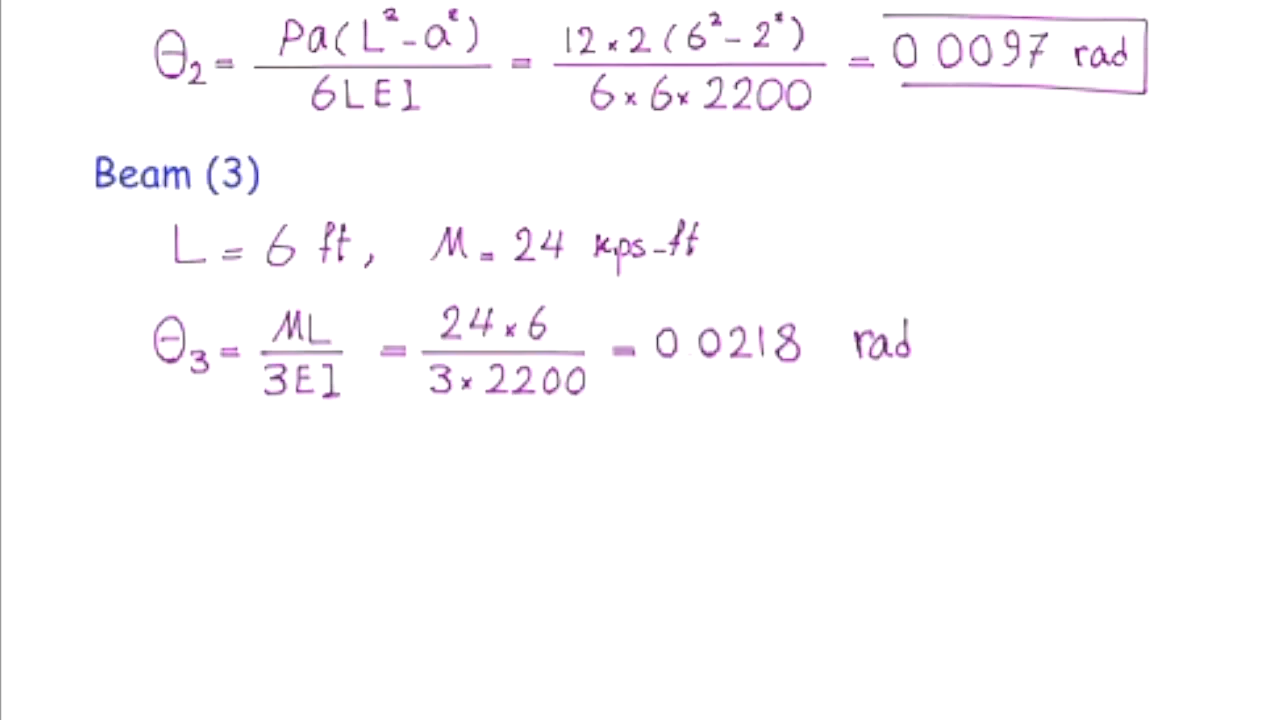 θ₂ = Pa(L² - a²) / 6LEI = 12 × 2 (6² - 2²) / 6 × 6 × 2200 = 0.0097 rad
Beam (3)
L = 6 ft, M = 24 kps-ft
θ₃ = ML / 3EI = 24 × 6 / 3 × 2200 = 0.0218 rad